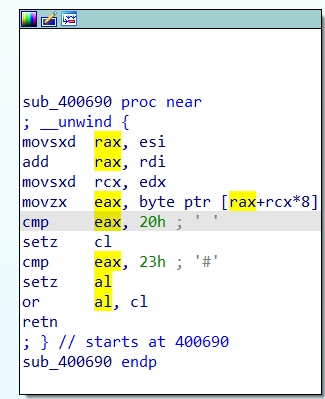 sub_400690 proc near
; __unwind {
movsxd rax, esi
add rax, rdi
movsxd rcx, edx
movzx eax, byte ptr [rax+rcx*8]
cmp eax, 20h ; ' '
setz cl
cmp eax, 23h ; '#'
setz al
or al, cl
retn
; } // starts at 400690
sub_400690 endp